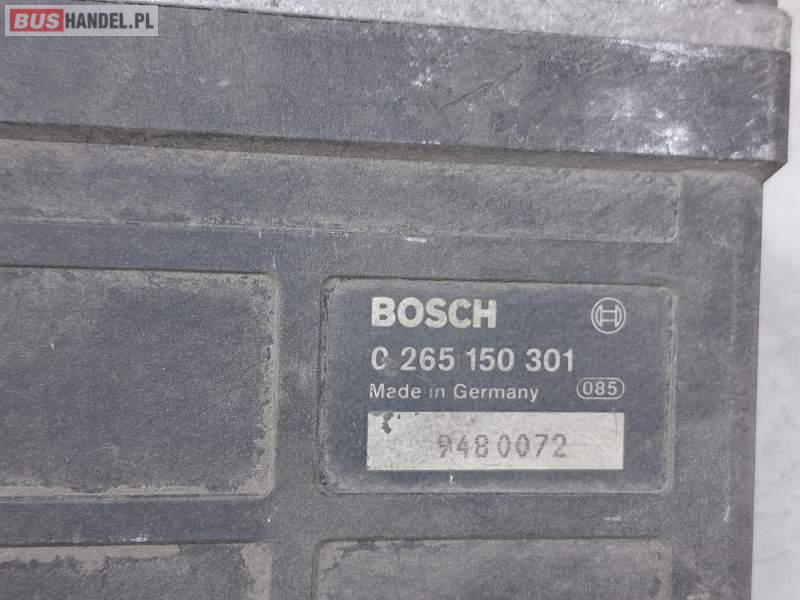 BUSHANDEL.PL
BOSCH
0 265 150 301
Made in Germany 085
9480072